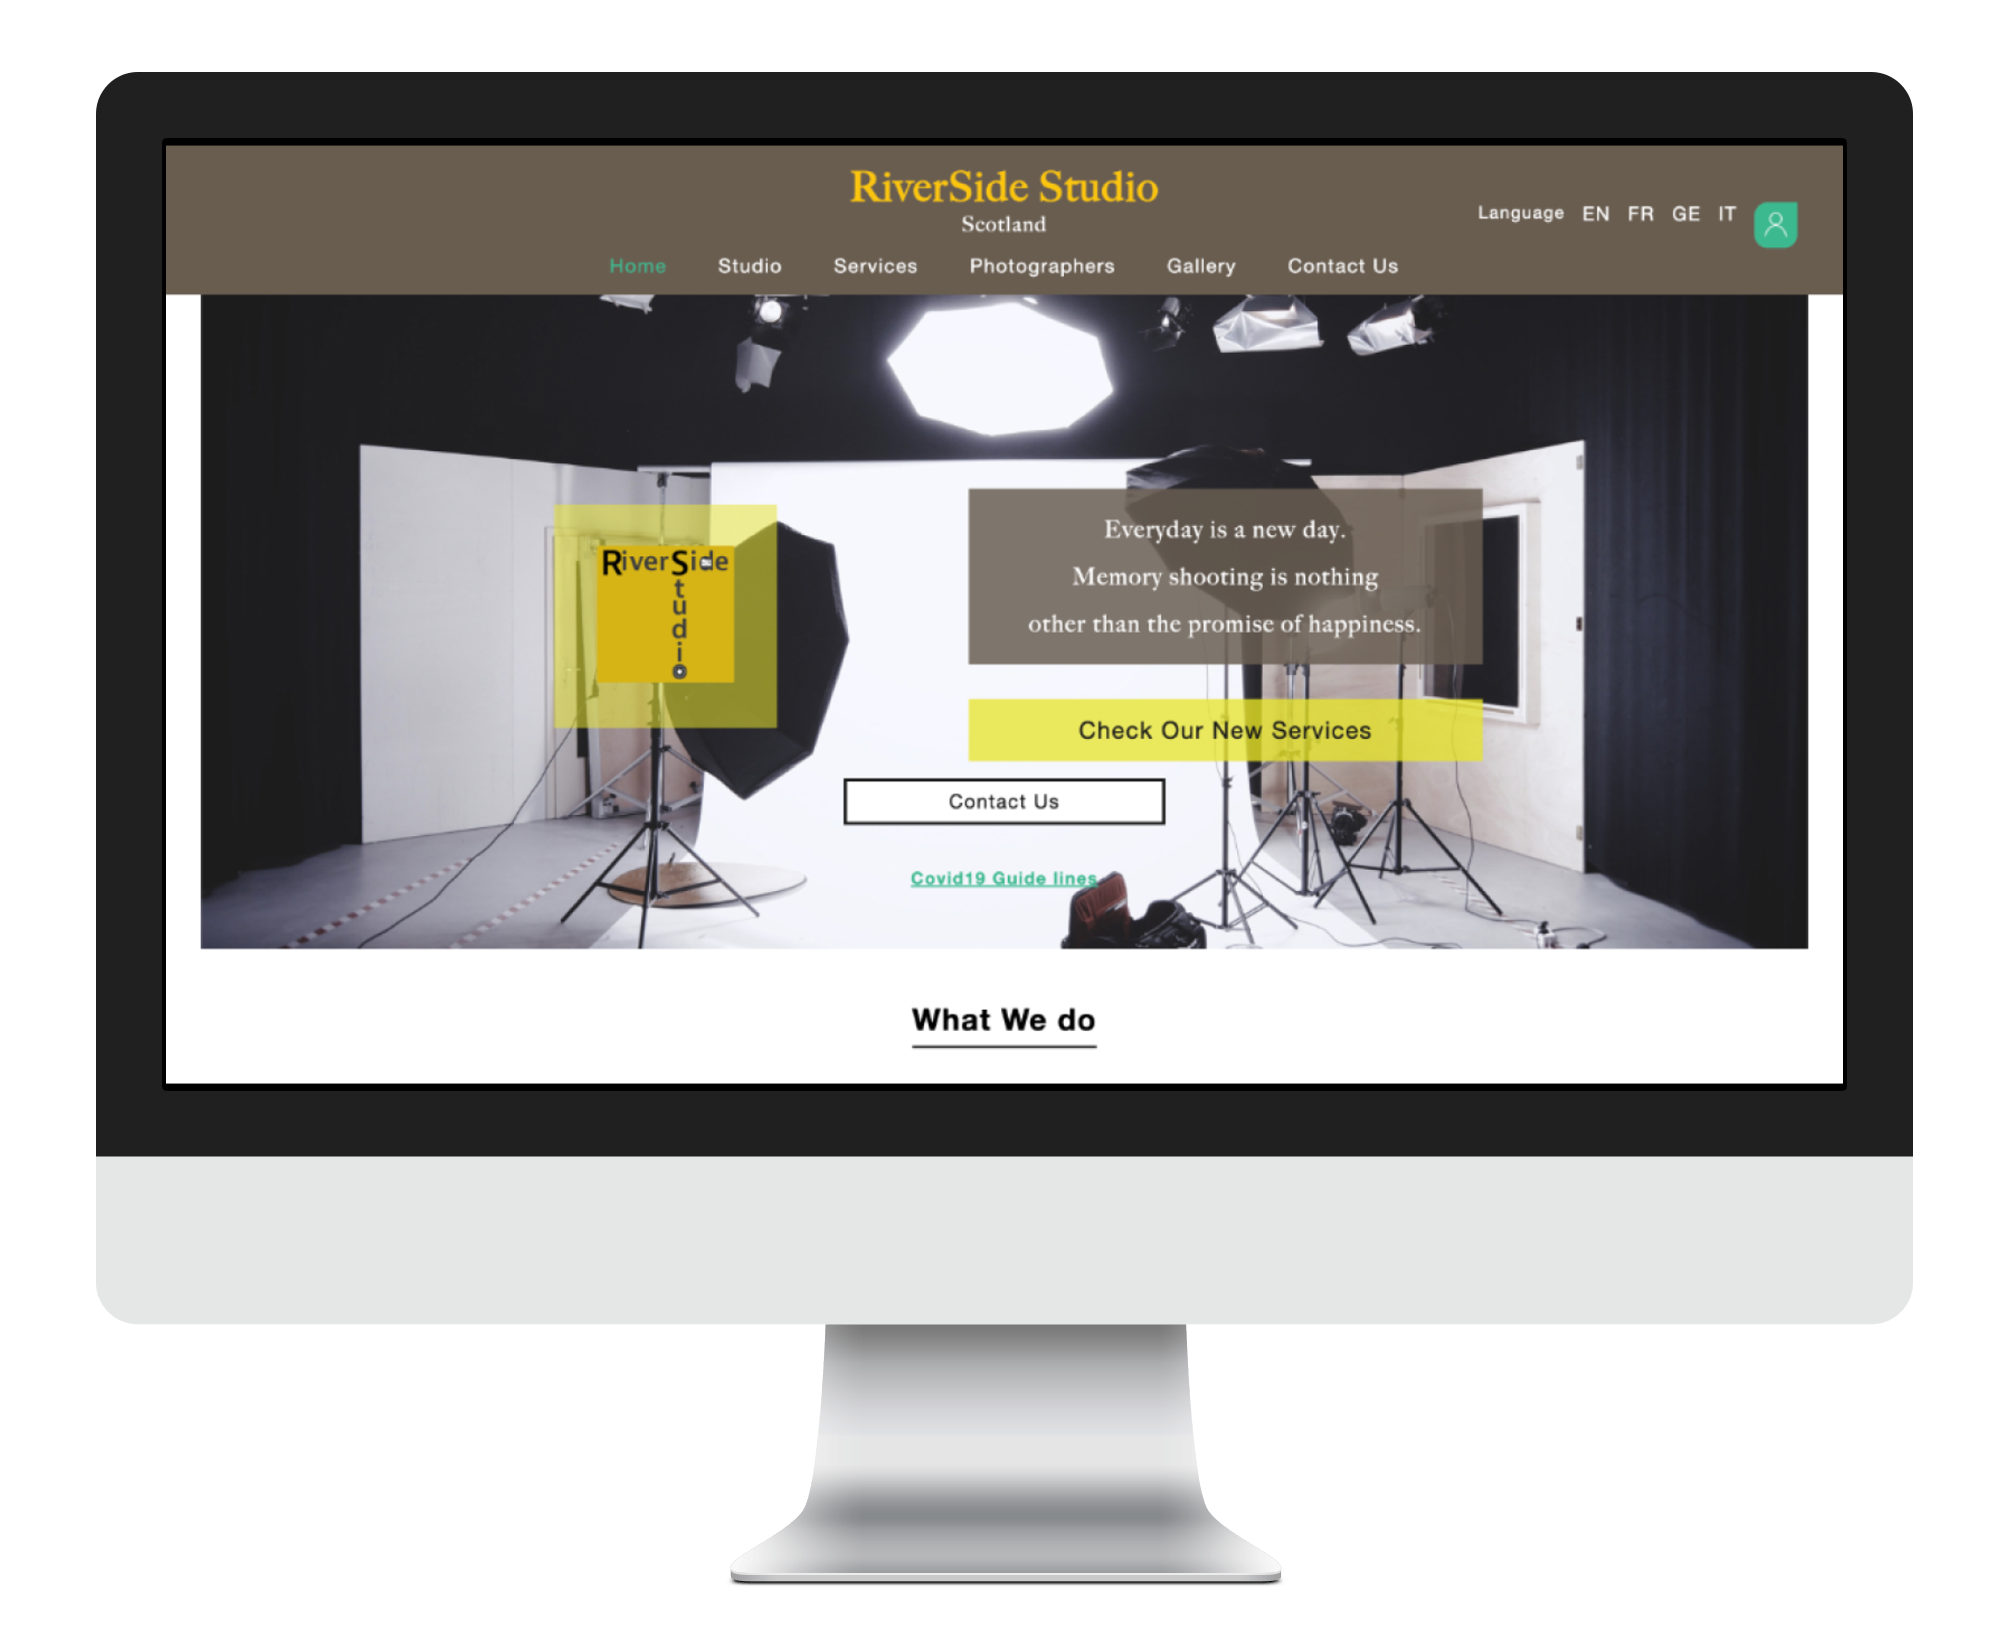 RiverSide Studio
Scotland
Language EN FR GE IT
Home Studio Services Photographers Gallery Contact Us
RiverSide
Studio
Everyday is a new day.
Memory shooting is nothing
other than the promise of happiness.
Check Our New Services
Contact Us
Covid19 Guide lines
What We do